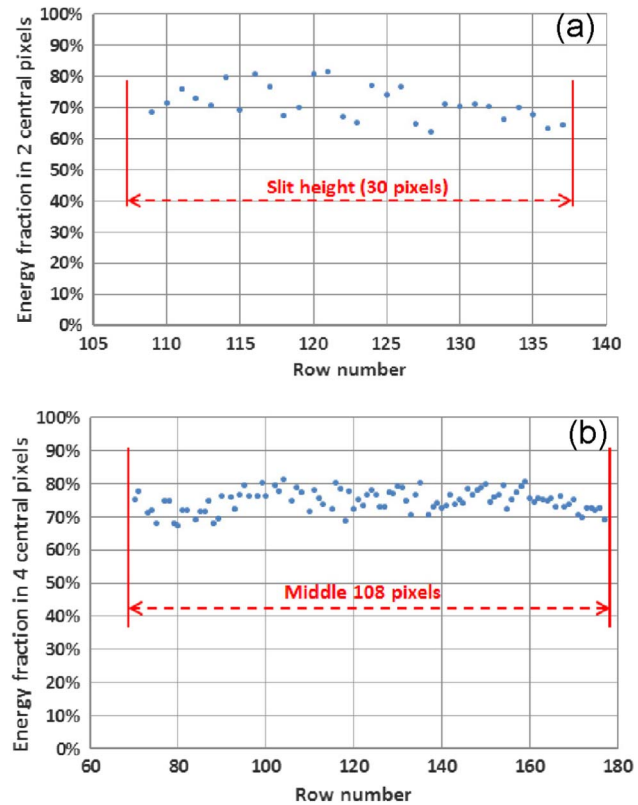 (a)
Energy fraction in 2 central pixels
100%
90%
80%
70%
60%
50%
40%
30%
20%
10%
0%
Slit height (30 pixels)
105 110 115 120 125 130 135 140
Row number
(b)
Energy fraction in 4 central pixels
100%
90%
80%
70%
60%
50%
40%
30%
20%
10%
0%
Middle 108 pixels
60 80 100 120 140 160 180
Row number